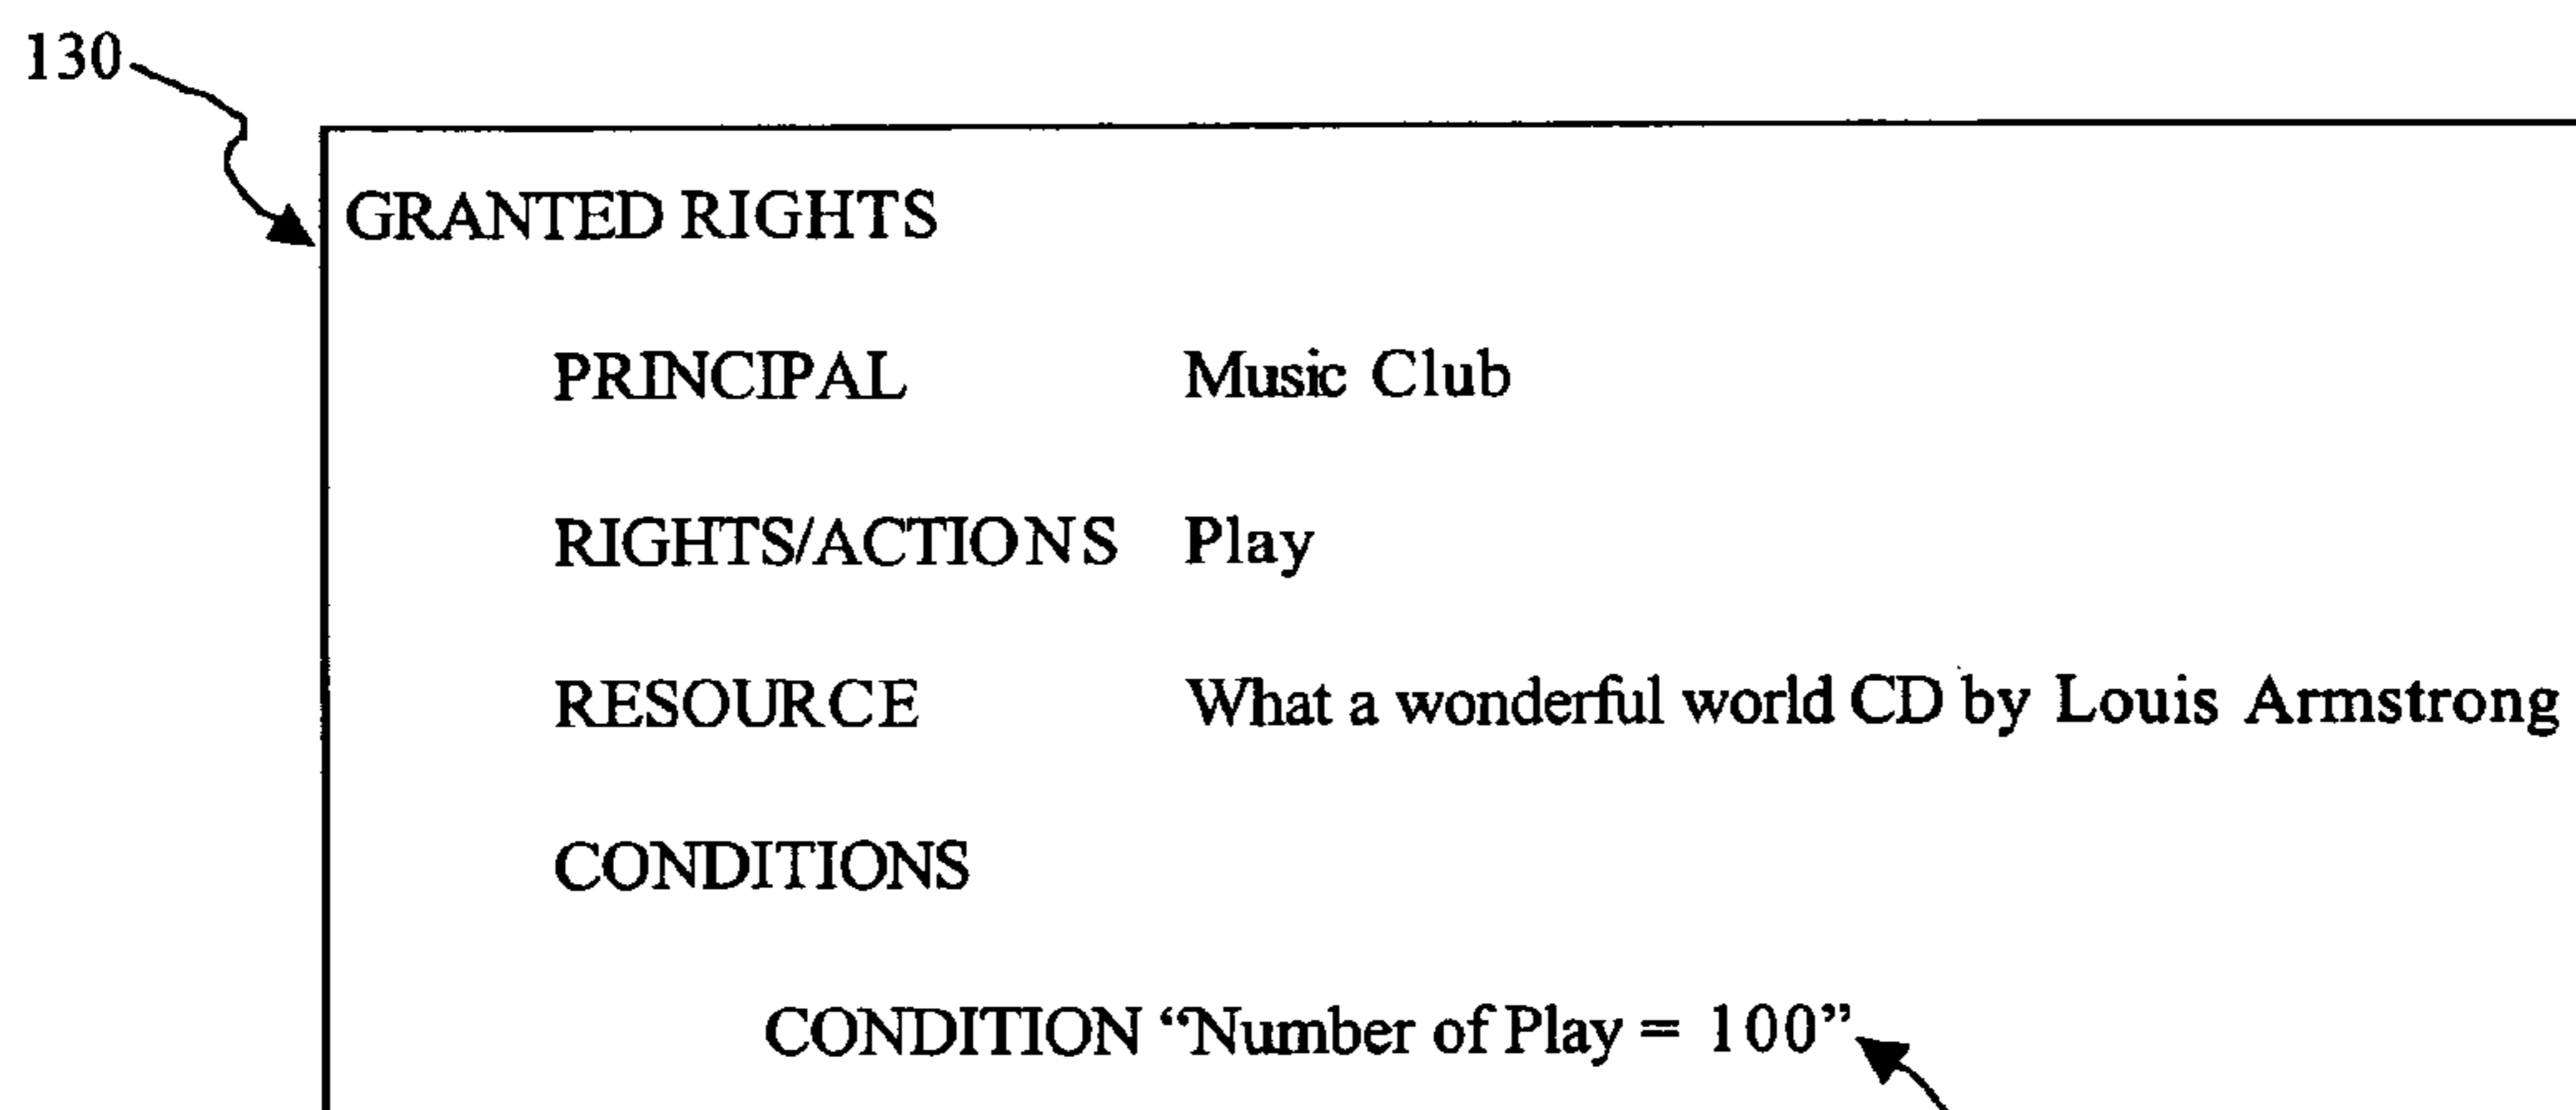 130
GRANTED RIGHTS
PRINCIPAL Music Club
RIGHTS/ACTIONS Play
RESOURCE What a wonderful world CD by Louis Armstrong
CONDITIONS
CONDITION “Number of Play = 100”